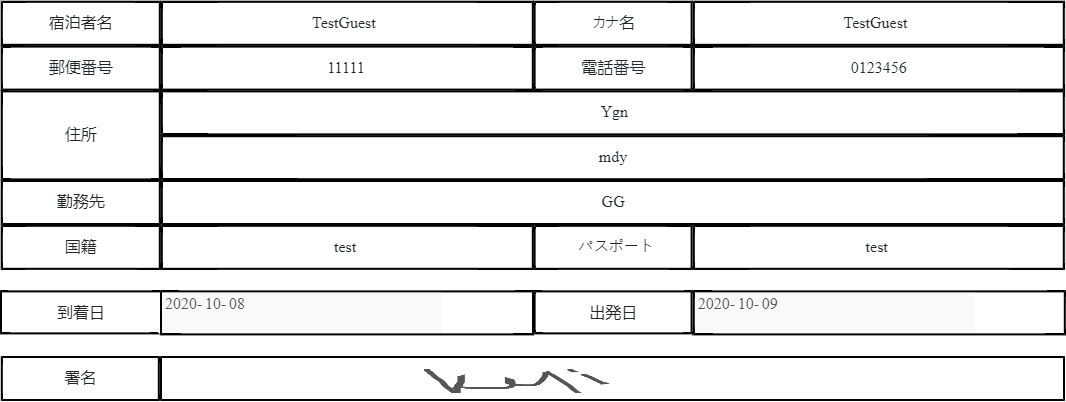 宿泊者名 TestGuest カナ名 TestGuest
郵便番号 11111 電話番号 0123456
住所 Ygn
mdy
勤務先 GG
国籍 test パスポート test
到着日 2020-10-08 出発日 2020-10-09
署名